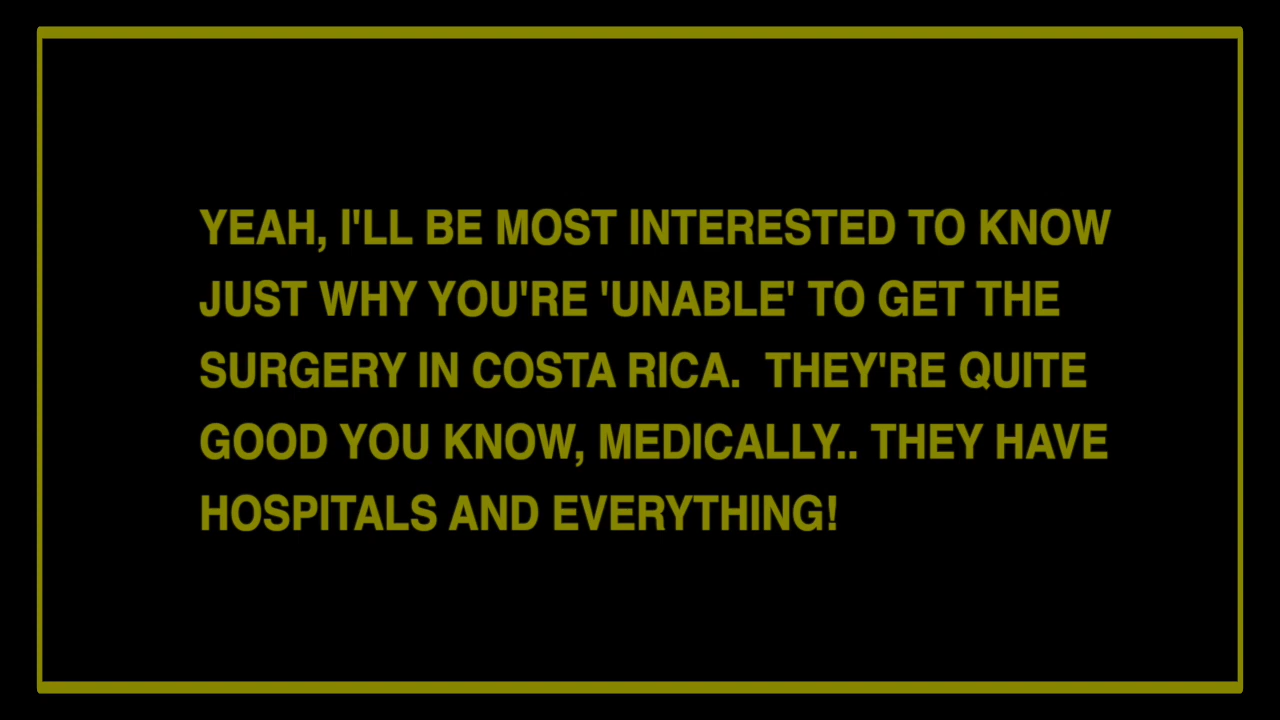 YEAH, I'LL BE MOST INTERESTED TO KNOW
JUST WHY YOU'RE 'UNABLE' TO GET THE
SURGERY IN COSTA RICA.  THEY'RE QUITE
GOOD YOU KNOW, MEDICALLY.. THEY HAVE
HOSPITALS AND EVERYTHING!